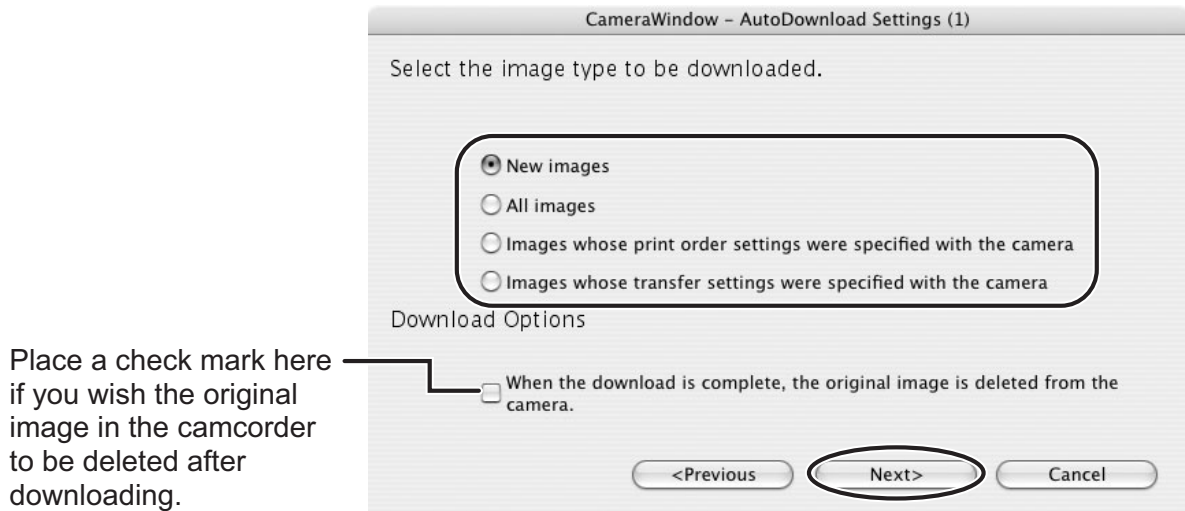 CameraWindow – AutoDownload Settings (1)
Select the image type to be downloaded.
New images
All images
Images whose print order settings were specified with the camera
Images whose transfer settings were specified with the camera
Download Options
Place a check mark here
if you wish the original
image in the camcorder
to be deleted after
downloading.
When the download is complete, the original image is deleted from the
camera.
<Previous
Next>
Cancel